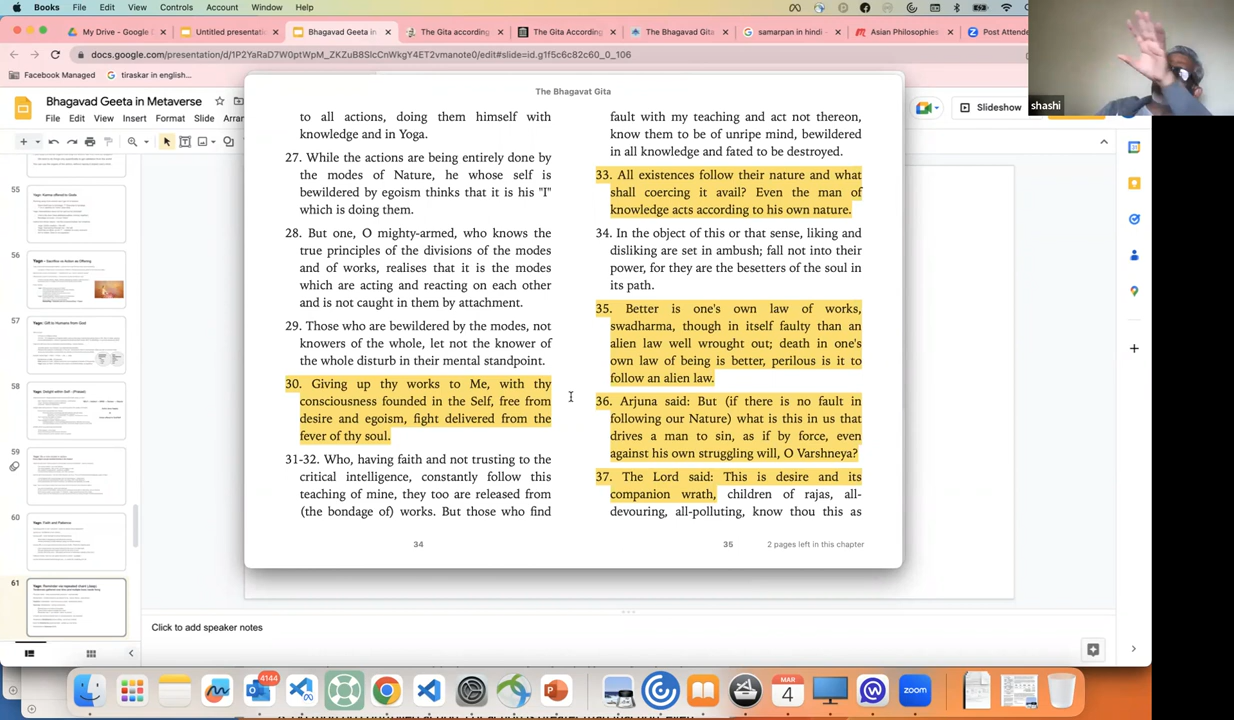 Books File Edit View Controls Account Window Help
My Drive - Google
Untitled presentatio
Bhagavad Geeta in
The Gita according
The Gita According
The Bhagavad Gita
samarpan in hindi
Asian Philosophies
Post Attende
docs.google.com/presentation/d/1P2YaRaD7W0ptWpM_ZKZuB8SlcCnWkgY4ET2vmanote0/edit#slide=id.g1f5c6c82c60_0_106
Facebook Managed
tiraskar in english...
shashi
Bhagavad Geeta in Metaverse
File Edit View Insert Format Slide Arran
Slideshow
The Bhagavat Gita
to all actions, doing them himself with
knowledge and in Yoga.
27. While the actions are being entirely done by
the modes of Nature, he whose self is
bewildered by egoism thinks that it is his "I"
which is doing them.
28. But one, O mighty-armed, who knows the
true principles of the divisions of the modes
and of works, realises that it is the modes
which are acting and reacting on each other
and is not caught in them by attachment.
29. Those who are bewildered by the modes, not
knowers of the whole, let not the knower of
the whole disturb in their mental standpoint.
30. Giving up thy works to Me, with thy
consciousness founded in the Self, free from
desire and egoism, fight delivered from the
fever of thy soul.
31-32. Who, having faith and not trusting to the
critical intelligence, constantly follow this
teaching of mine, they too are released from
(the bondage of) works. But those who find
34
fault with my teaching and act not thereon,
know them to be of unripe mind, bewildered
in all knowledge and fated to be destroyed.
33. All existences follow their nature and what
shall coercing it avail? Even the man of
knowledge acts according to his own nature.
34. In the object of this or that sense, liking and
disliking are set in ambush; fall not into their
power, for they are the besetters of the soul in
its path.
35. Better is one's own law of works,
swadharma, though in itself faulty than an
alien law well wrought out; death in one's
own law of being is better, perilous is it to
follow an alien law.
36. Arjuna said: But (if there is no fault in
following our Nature) what is this in us that
drives a man to sin, as if by force, even
against his own struggling will, O Varshneya?
37. The Lord said: This is desire and its
companion wrath, children of rajas, all-
devouring, all-polluting, know thou this as
35
2 pages left in this chapter
55
56
57
58
59
60
61
Click to add speaker notes
4144
MAR
4
zoom